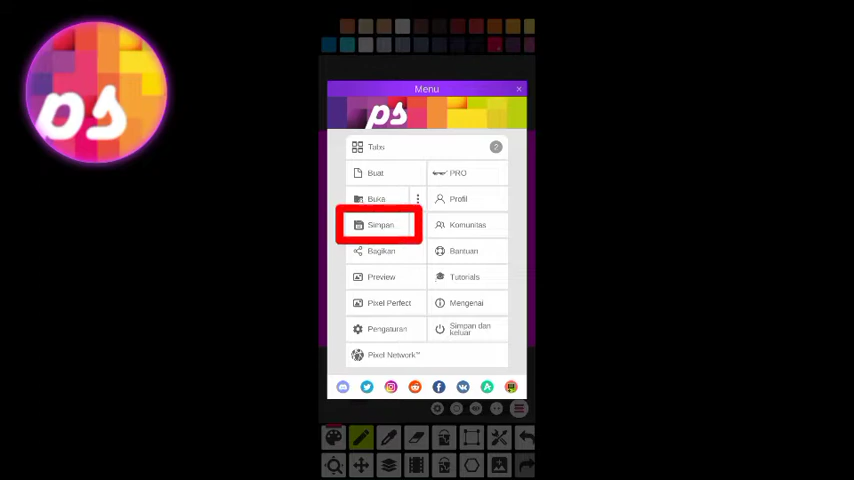 ps
Menu
ps
Tabs
?
Buat
PRO
Buka
Profil
Simpan
Komunitas
Bagikan
Bantuan
Preview
Tutorials
Pixel Perfect
Mengenai
Pengaturan
Simpan dan
keluar
Pixel Network™